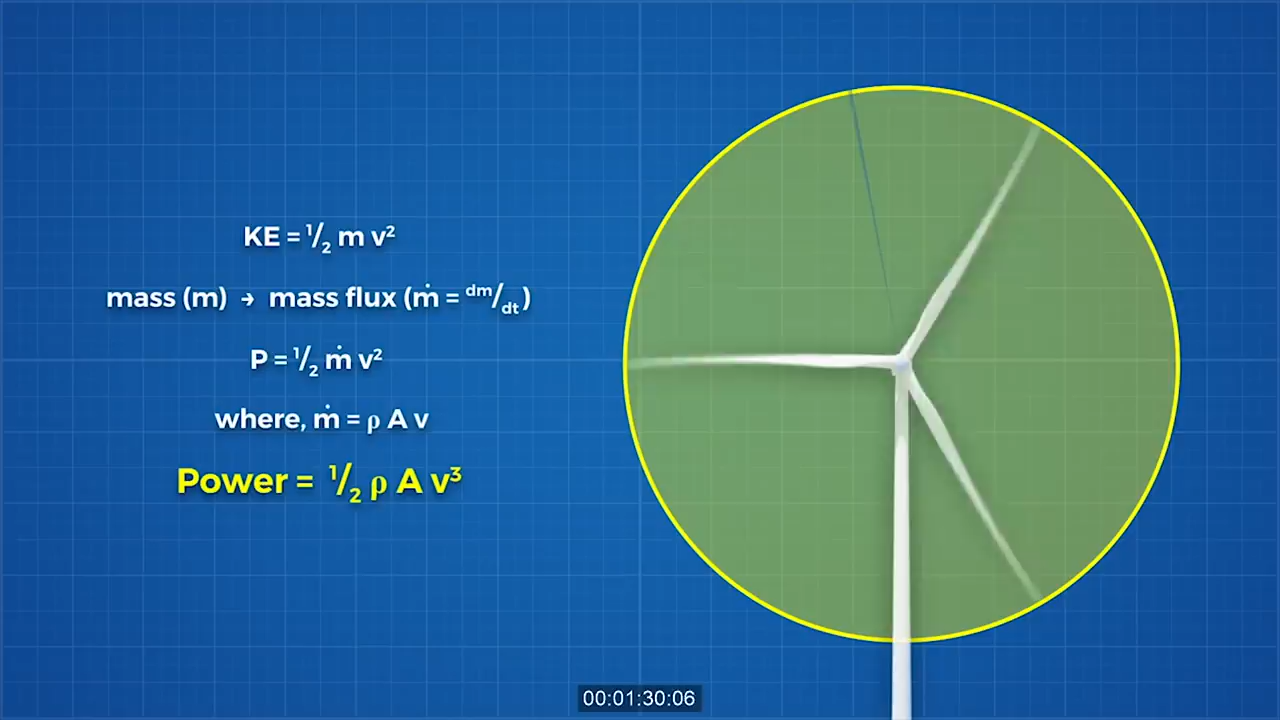 KE = ¹/₂ m v²
mass (m) → mass flux (ṁ = ᵈᵐ/dt)
P = ¹/₂ ṁ v²
where, ṁ = ρ A v
Power = ¹/₂ ρ A v³
00:01:30:06